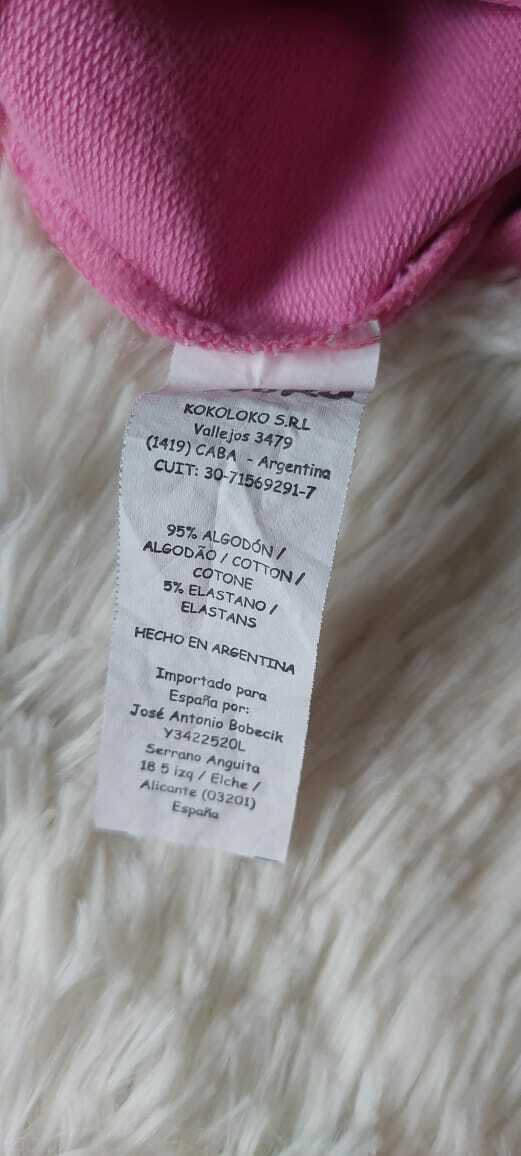 KOKOLOKO S.R.L
Vallejos 3479
(1419) CABA - Argentina
CUIT: 30-71569291-7
95% ALGODÓN /
ALGODÃO / COTTON /
COTONE
5% ELASTANO /
ELASTANS
HECHO EN ARGENTINA
Importado para
España por:
José Antonio Bobecik
Y3422520L
Serrano Anguita
18 5 izq / Elche /
Alicante (03201)
España